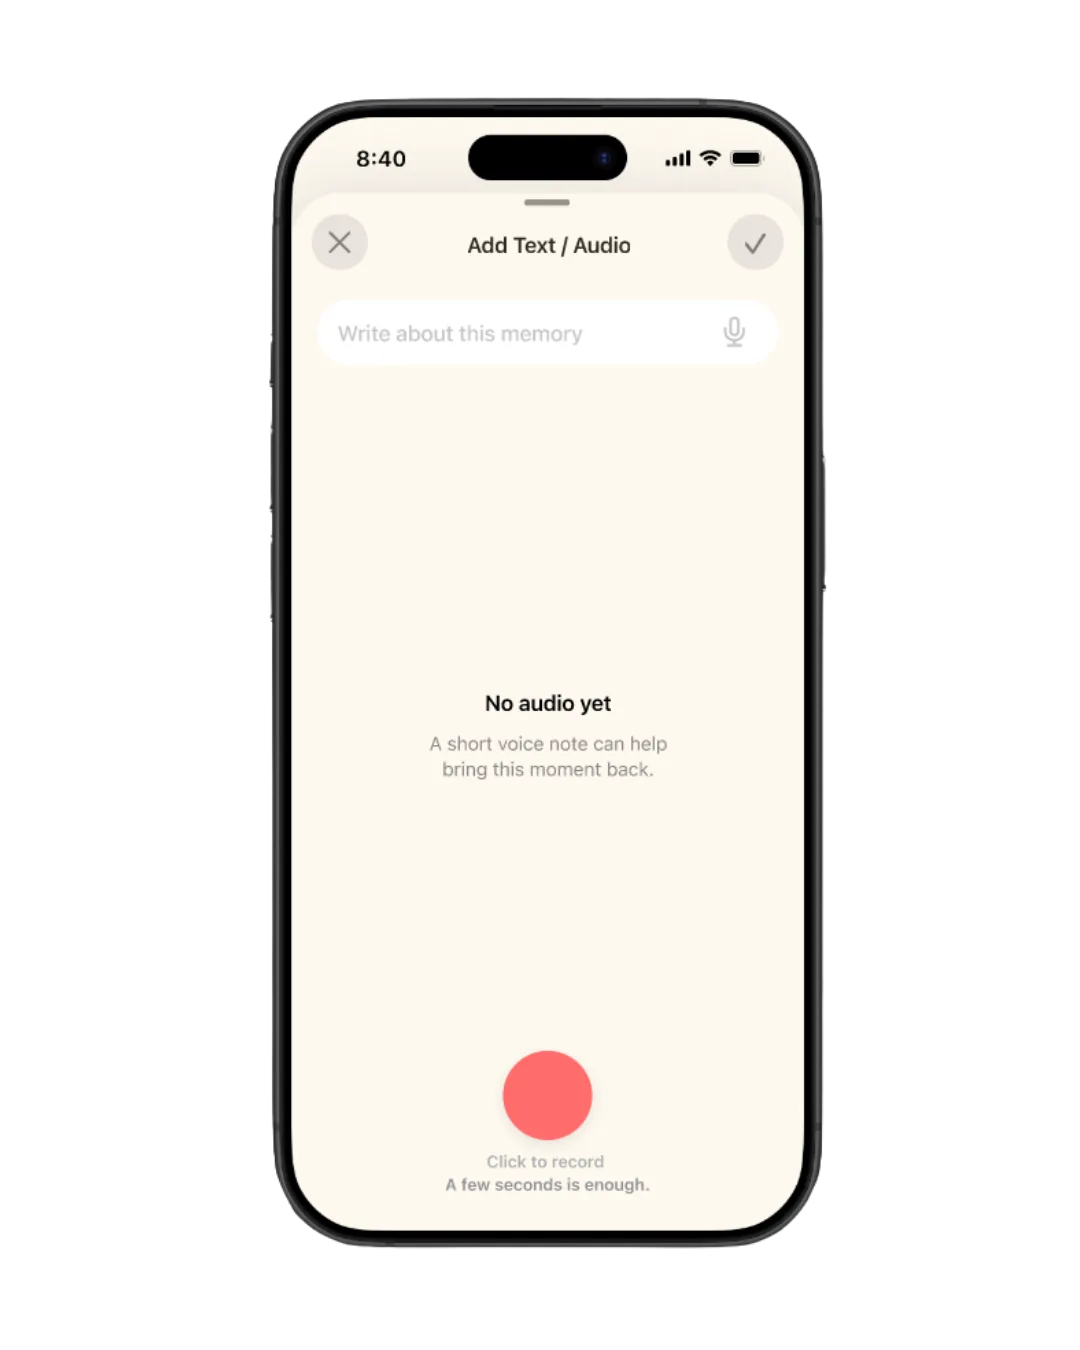 8:40
Add Text / Audio
Write about this memory
No audio yet
A short voice note can help
bring this moment back.
Click to record
A few seconds is enough.